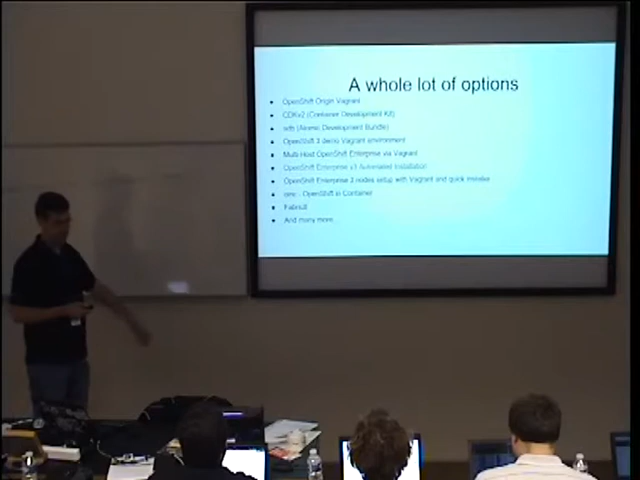 A whole lot of options
OpenShift Origin Vagrant
CDKv2 (Container Development Kit)
adb (Atomic Development Bundle)
OpenShift 3 demo Vagrant environment
Multi-Host OpenShift Enterprise via Vagrant
OpenShift Enterprise v3 Automated Installation
OpenShift Enterprise 3 nodes setup with Vagrant and quick installer
- OpenShift in Container
Fabric8
And many more...